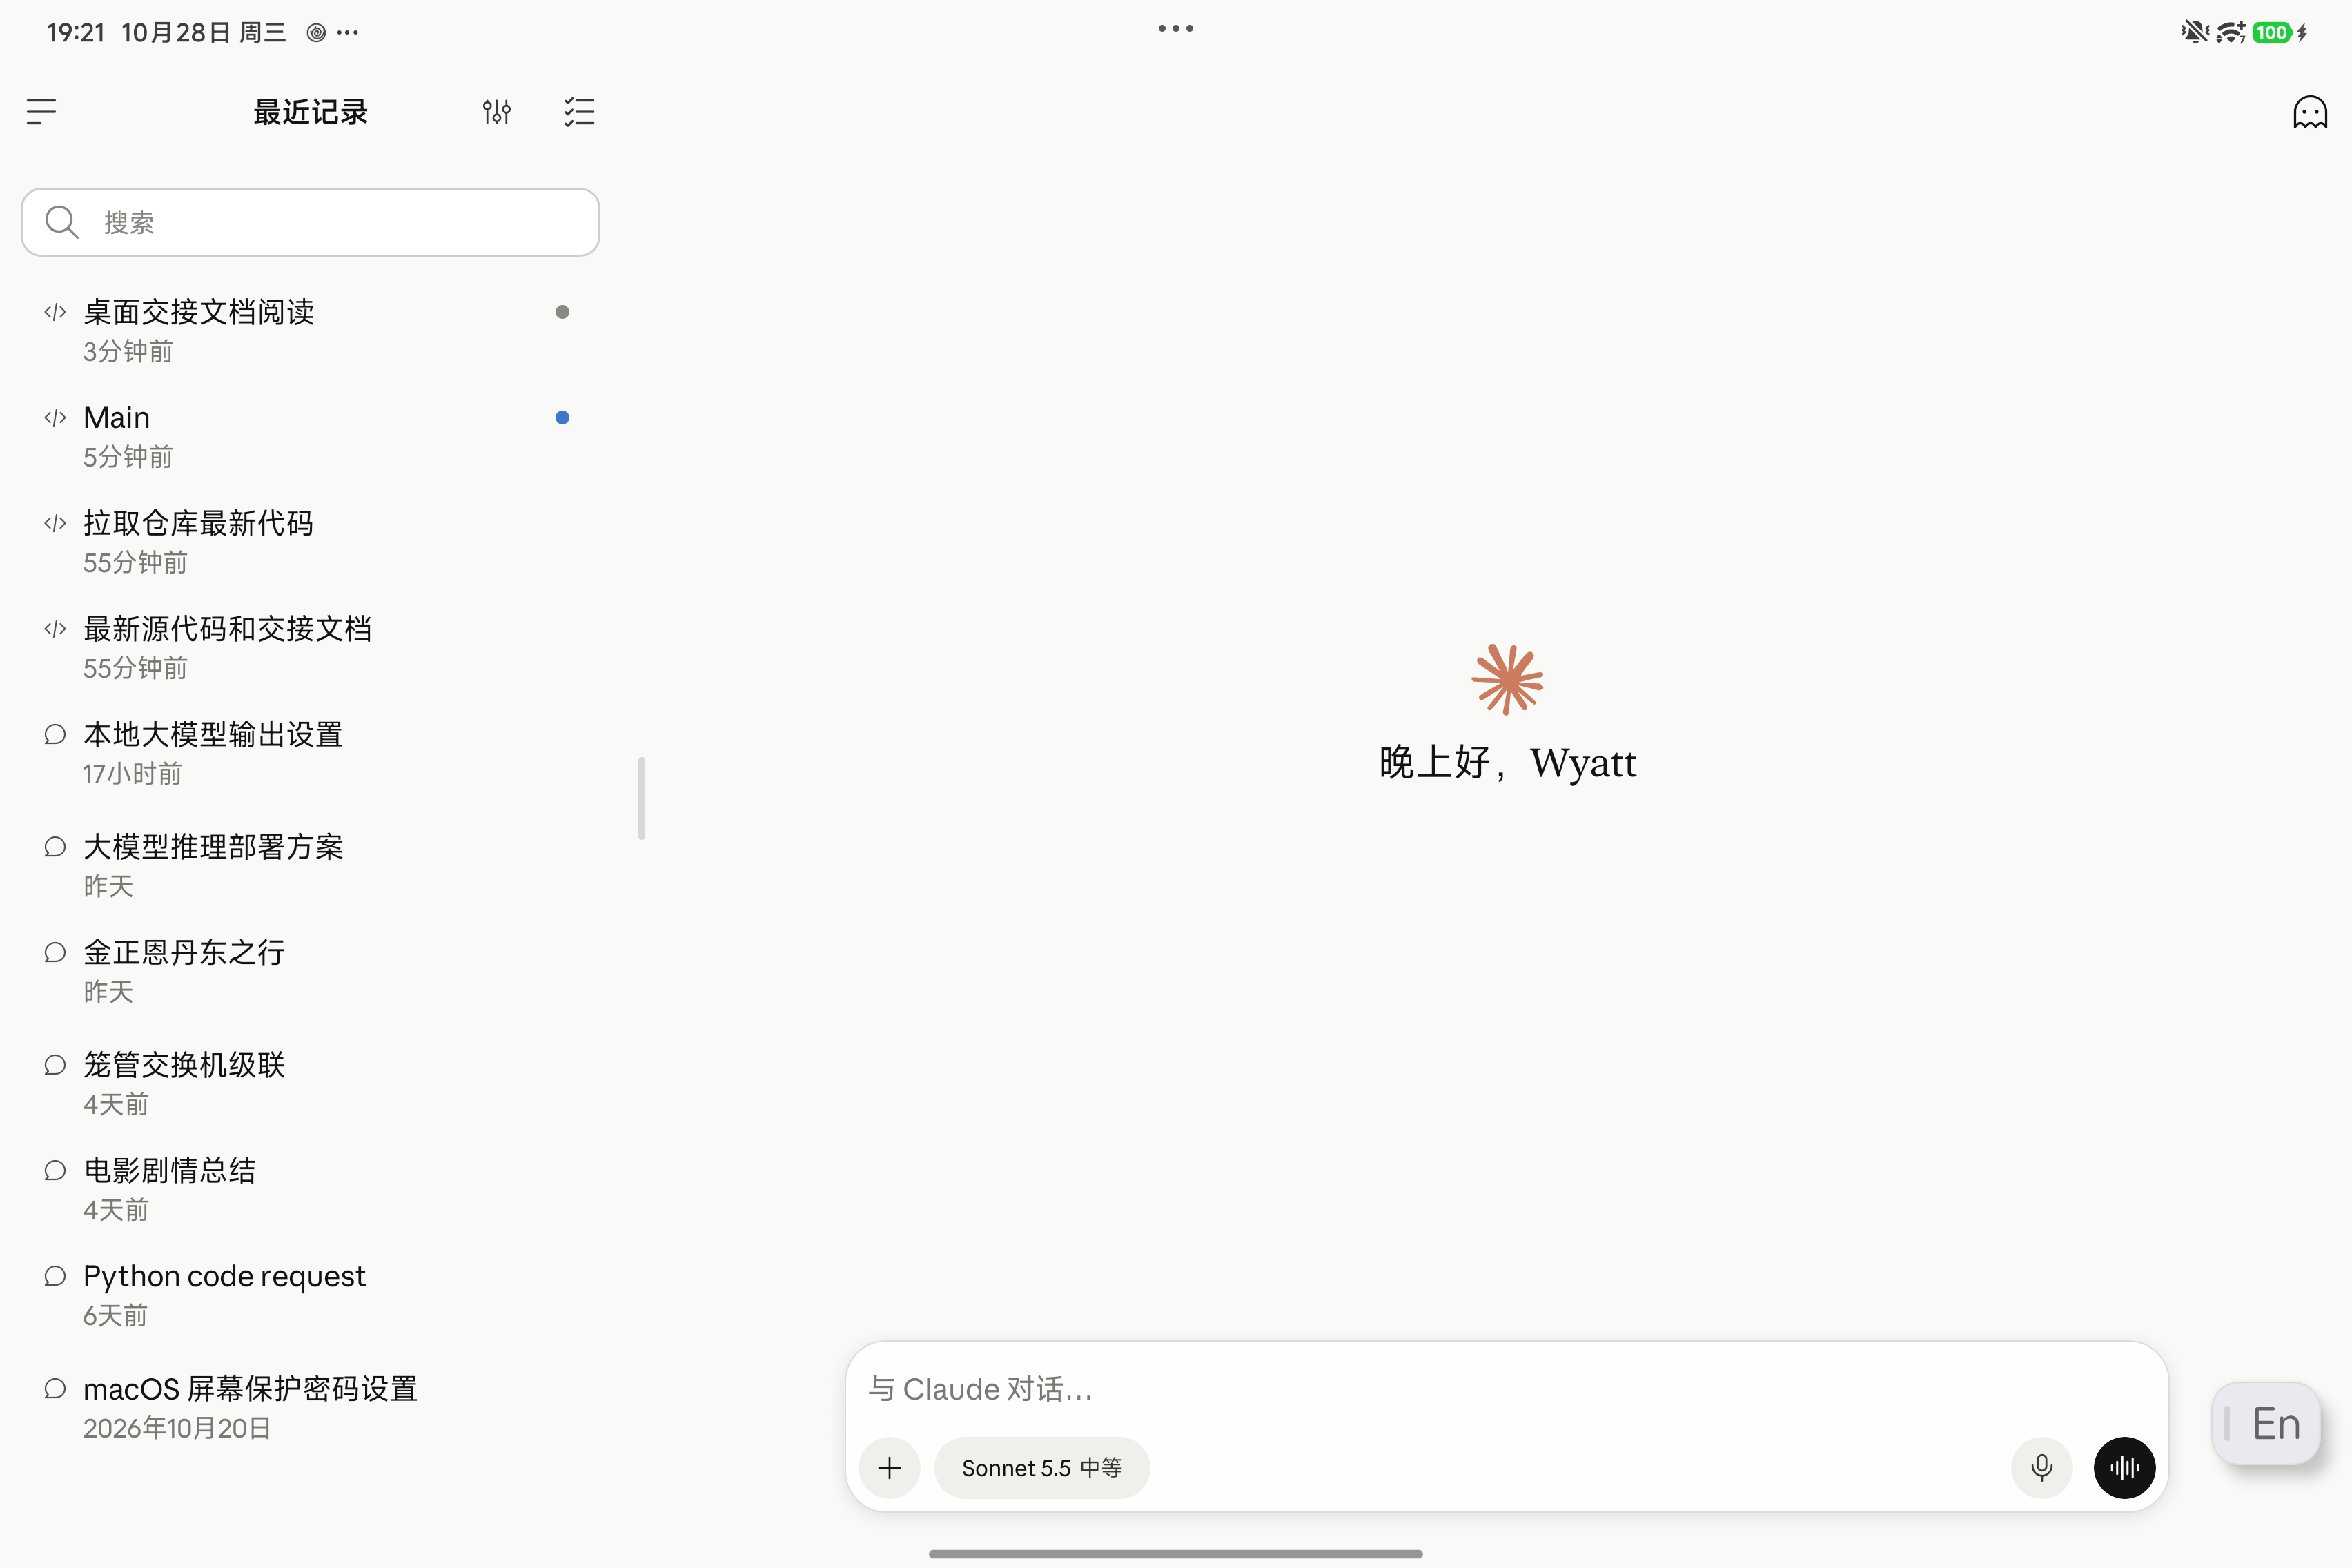 19:21 10月28日 周三
7
100
最近记录
搜索
桌面交接文档阅读
3分钟前
Main
5分钟前
拉取仓库最新代码
55分钟前
最新源代码和交接文档
55分钟前
本地大模型输出设置
17小时前
大模型推理部署方案
昨天
金正恩丹东之行
昨天
笼管交换机级联
4天前
电影剧情总结
4天前
Python code request
6天前
macOS 屏幕保护密码设置
2026年10月20日
晚上好，Wyatt
与 Claude 对话...
Sonnet 5.5 中等
En